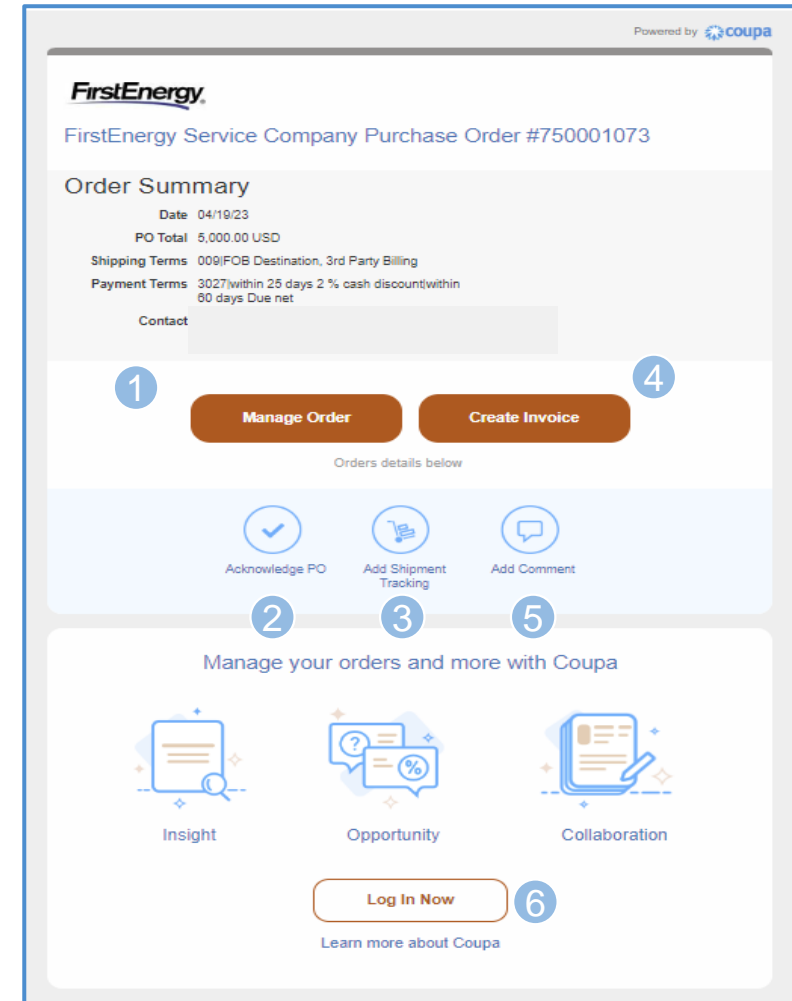 Powered by coupa
FirstEnergy
FirstEnergy Service Company Purchase Order #750001073
Order Summary
Date 04/19/23
PO Total 5,000.00 USD
Shipping Terms 009|FOB Destination, 3rd Party Billing
Payment Terms 3027|within 25 days 2 % cash discount|within
60 days Due net
Contact
1
4
Manage Order Create Invoice
Orders details below
Acknowledge PO Add Shipment Add Comment
Tracking
2 3 5
Manage your orders and more with Coupa
? %
Insight Opportunity Collaboration
Log In Now 6
Learn more about Coupa